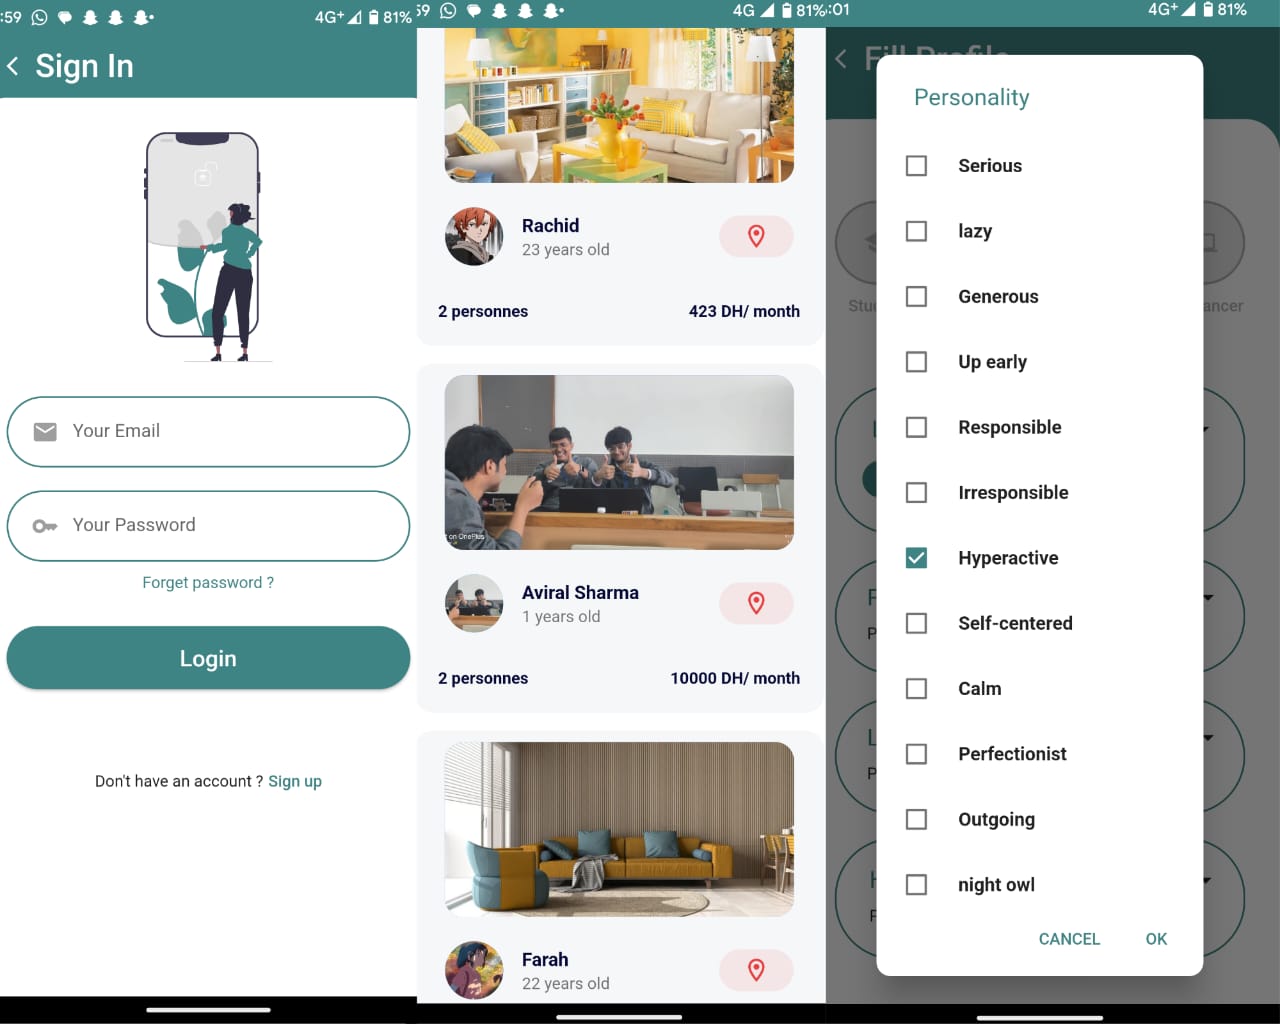 :59
4G+ 81%
Sign In
Your Email
Your Password
Forget password ?
Login
Don't have an account ? Sign up
59
4G 81%
Rachid
23 years old
2 personnes
423 DH/ month
on OnePlus
Aviral Sharma
1 years old
2 personnes
10000 DH/ month
Farah
22 years old
:01
4G+ 81%
Fill Profile
Personality
Serious
lazy
Generous
Up early
Responsible
Irresponsible
Hyperactive
Self-centered
Calm
Perfectionist
Outgoing
night owl
CANCEL
OK